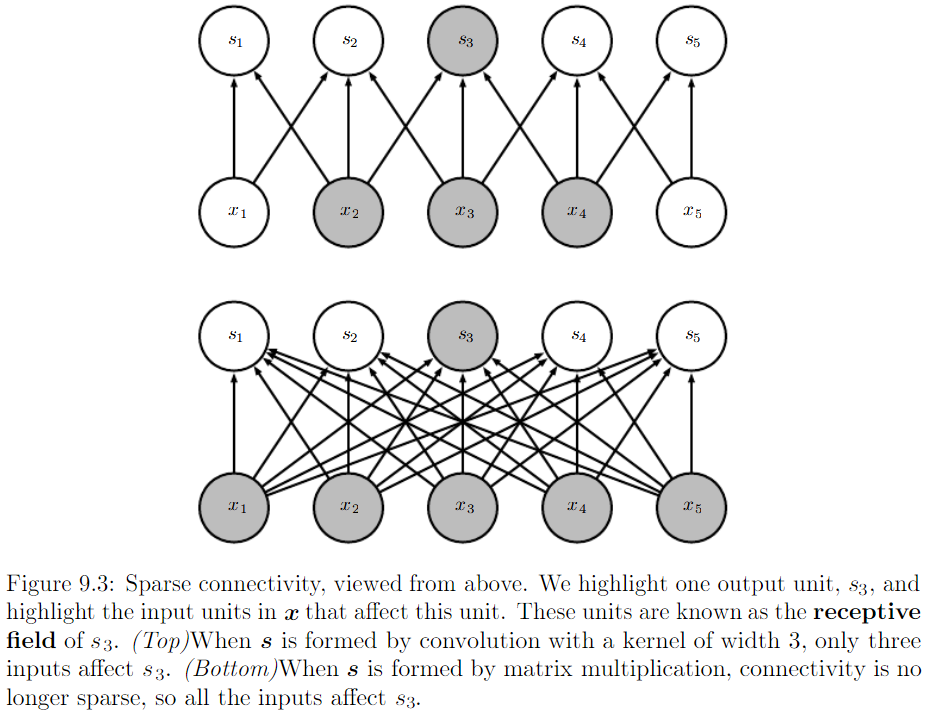 s1 s2 s3 s4 s5
x1 x2 x3 x4 x5
s1 s2 s3 s4 s5
x1 x2 x3 x4 x5
Figure 9.3: Sparse connectivity, viewed from above. We highlight one output unit, s3, and
highlight the input units in x that affect this unit. These units are known as the receptive
field of s3. (Top)When s is formed by convolution with a kernel of width 3, only three
inputs affect s3. (Bottom)When s is formed by matrix multiplication, connectivity is no
longer sparse, so all the inputs affect s3.